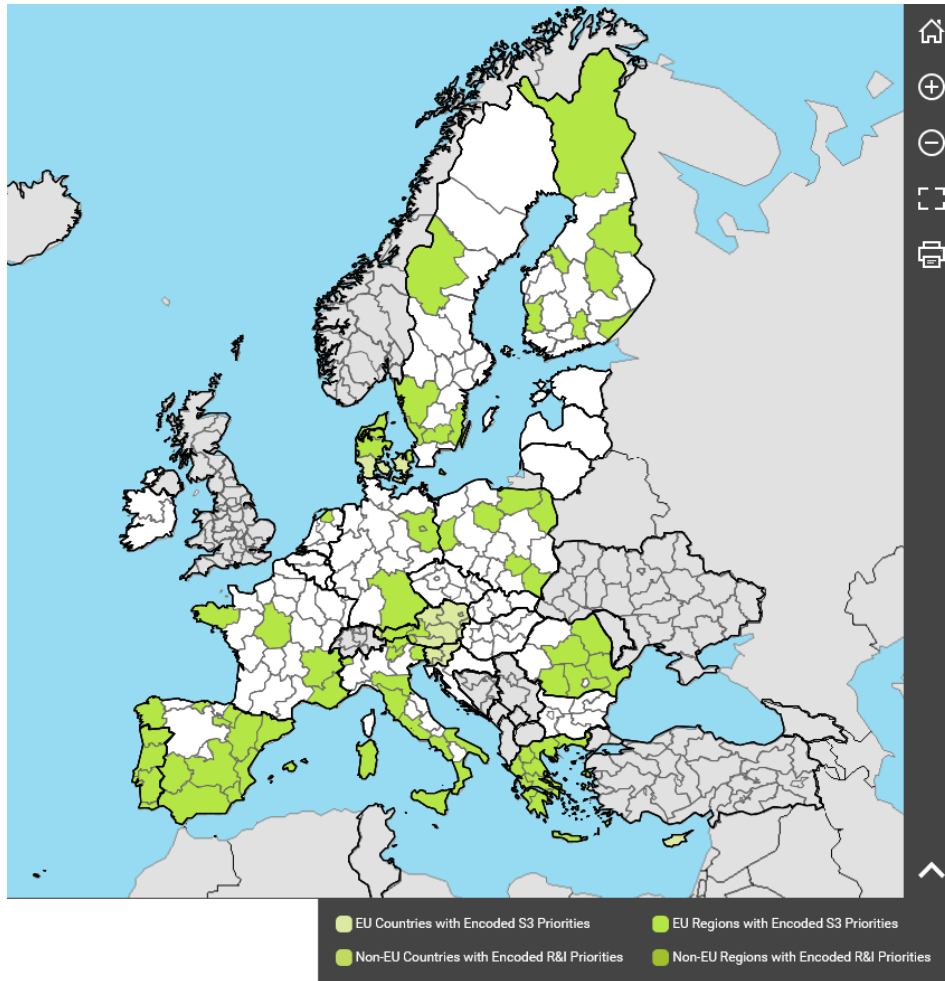 EU Countries with Encoded S3 Priorities
EU Regions with Encoded S3 Priorities
Non-EU Countries with Encoded R&I Priorities
Non-EU Regions with Encoded R&I Priorities